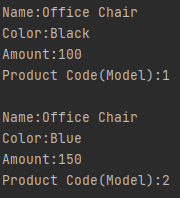 Name:Office Chair
Color:Black
Amount:100
Product Code(Model):1
Name:Office Chair
Color:Blue
Amount:150
Product Code(Model):2